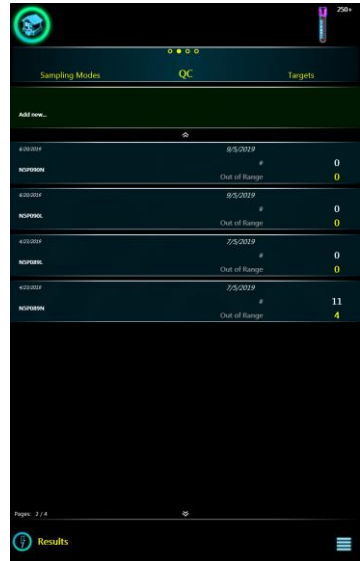 250+
Sampling Modes QC Targets
Add new...
6/20/2019 9/5/2019
# 0
NSP090N
Out of Range 0
6/20/2019 9/5/2019
# 0
NSP090L
Out of Range 0
4/23/2019 7/5/2019
# 0
NSP089L
Out of Range 0
4/23/2019 7/5/2019
# 11
NSP089N
Out of Range 4
Pages: 2 / 4
Results